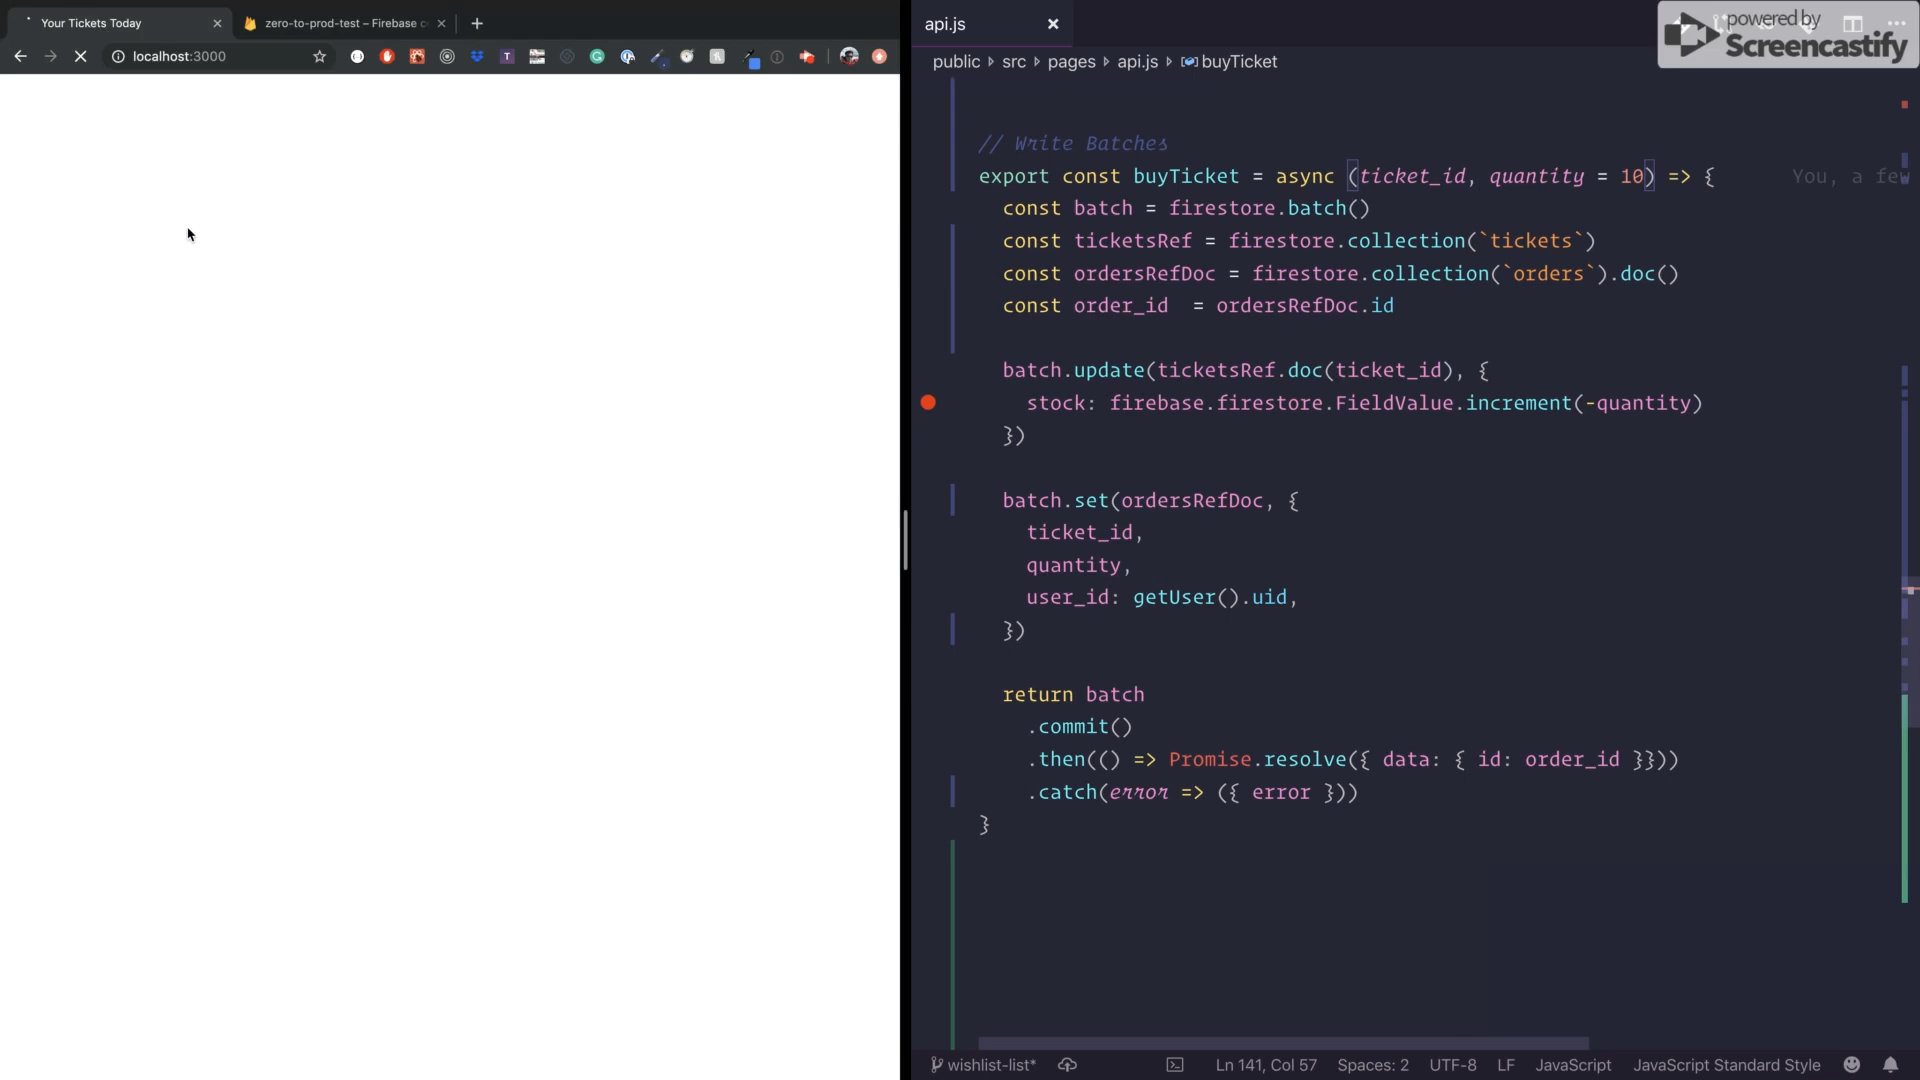 Your Tickets Today
zero-to-prod-test – Firebase c
localhost:3000
api.js
powered by
Screencastify
public src pages api.js buyTicket
// Write Batches
export const buyTicket = async (ticket_id, quantity = 10) => { You, a few
const batch = firestore.batch()
const ticketsRef = firestore.collection(`tickets`)
const ordersRefDoc = firestore.collection(`orders`).doc()
const order_id  = ordersRefDoc.id
batch.update(ticketsRef.doc(ticket_id), {
stock: firebase.firestore.FieldValue.increment(-quantity)
})
batch.set(ordersRefDoc, {
ticket_id,
quantity,
user_id: getUser().uid,
})
return batch
.commit()
.then(() => Promise.resolve({ data: { id: order_id }}))
.catch(error => ({ error }))
}
wishlist-list* Ln 141, Col 57 Spaces: 2 UTF-8 LF JavaScript JavaScript Standard Style